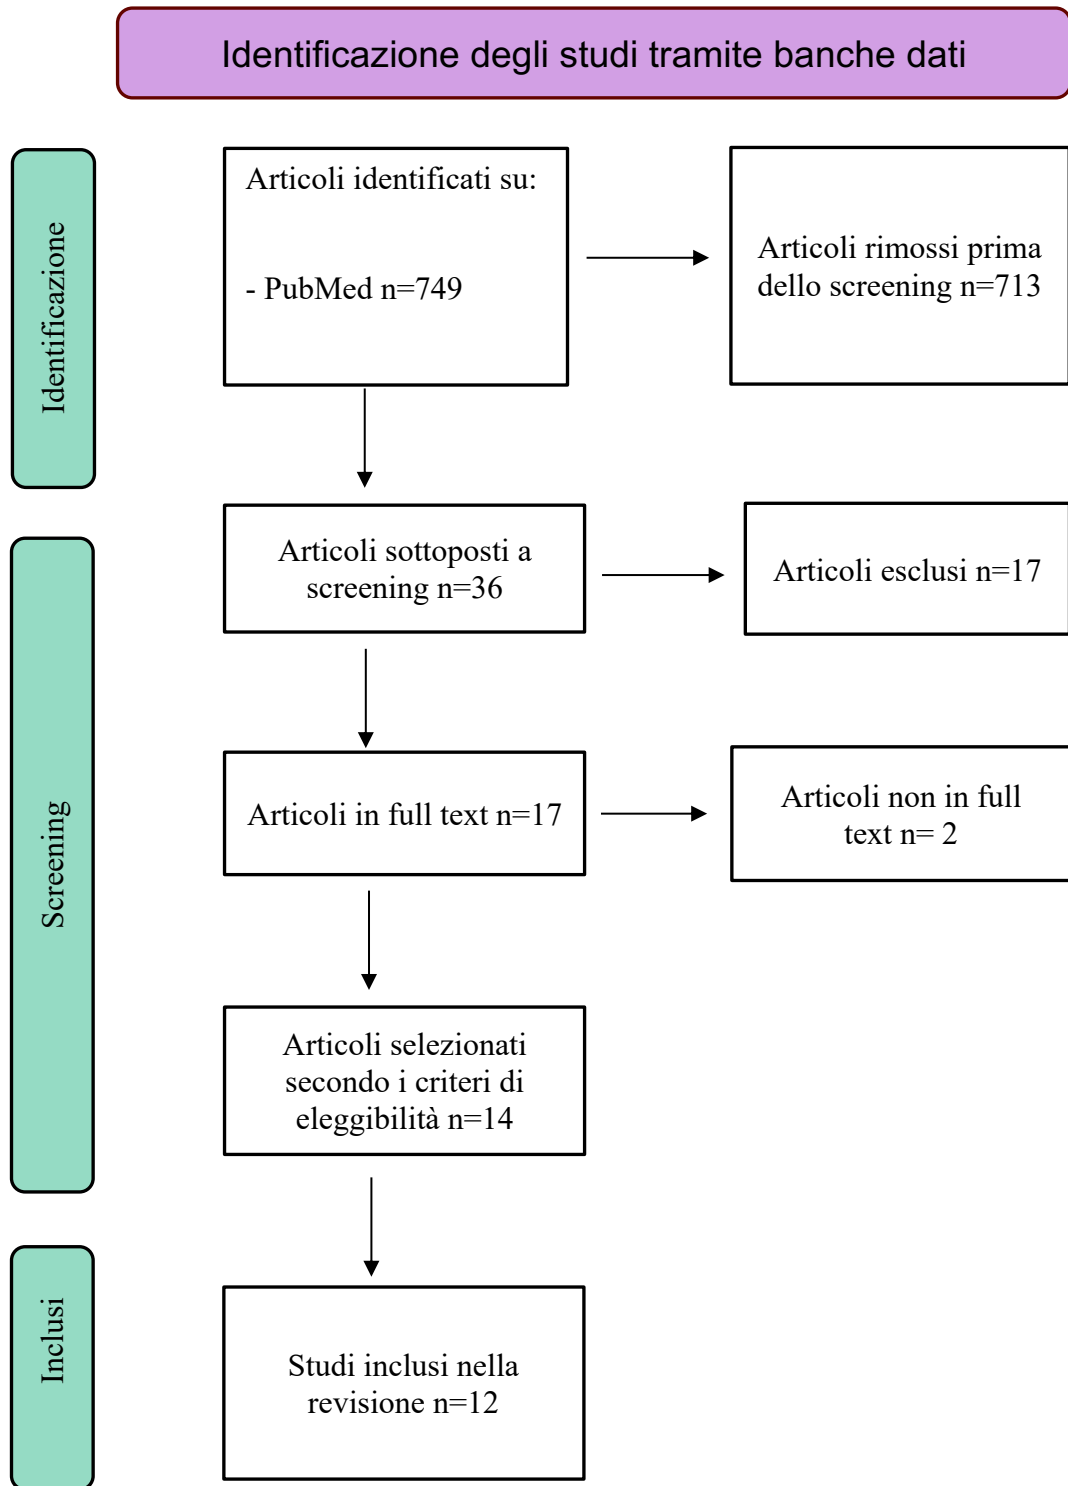 Identificazione degli studi tramite banche dati
Identificazione
Articoli identificati su:
- PubMed n=749
Articoli rimossi prima
dello screening n=713
Screening
Articoli sottoposti a
screening n=36
Articoli esclusi n=17
Articoli in full text n=17
Articoli non in full
text n= 2
Articoli selezionati
secondo i criteri di
eleggibilità n=14
Inclusi
Studi inclusi nella
revisione n=12